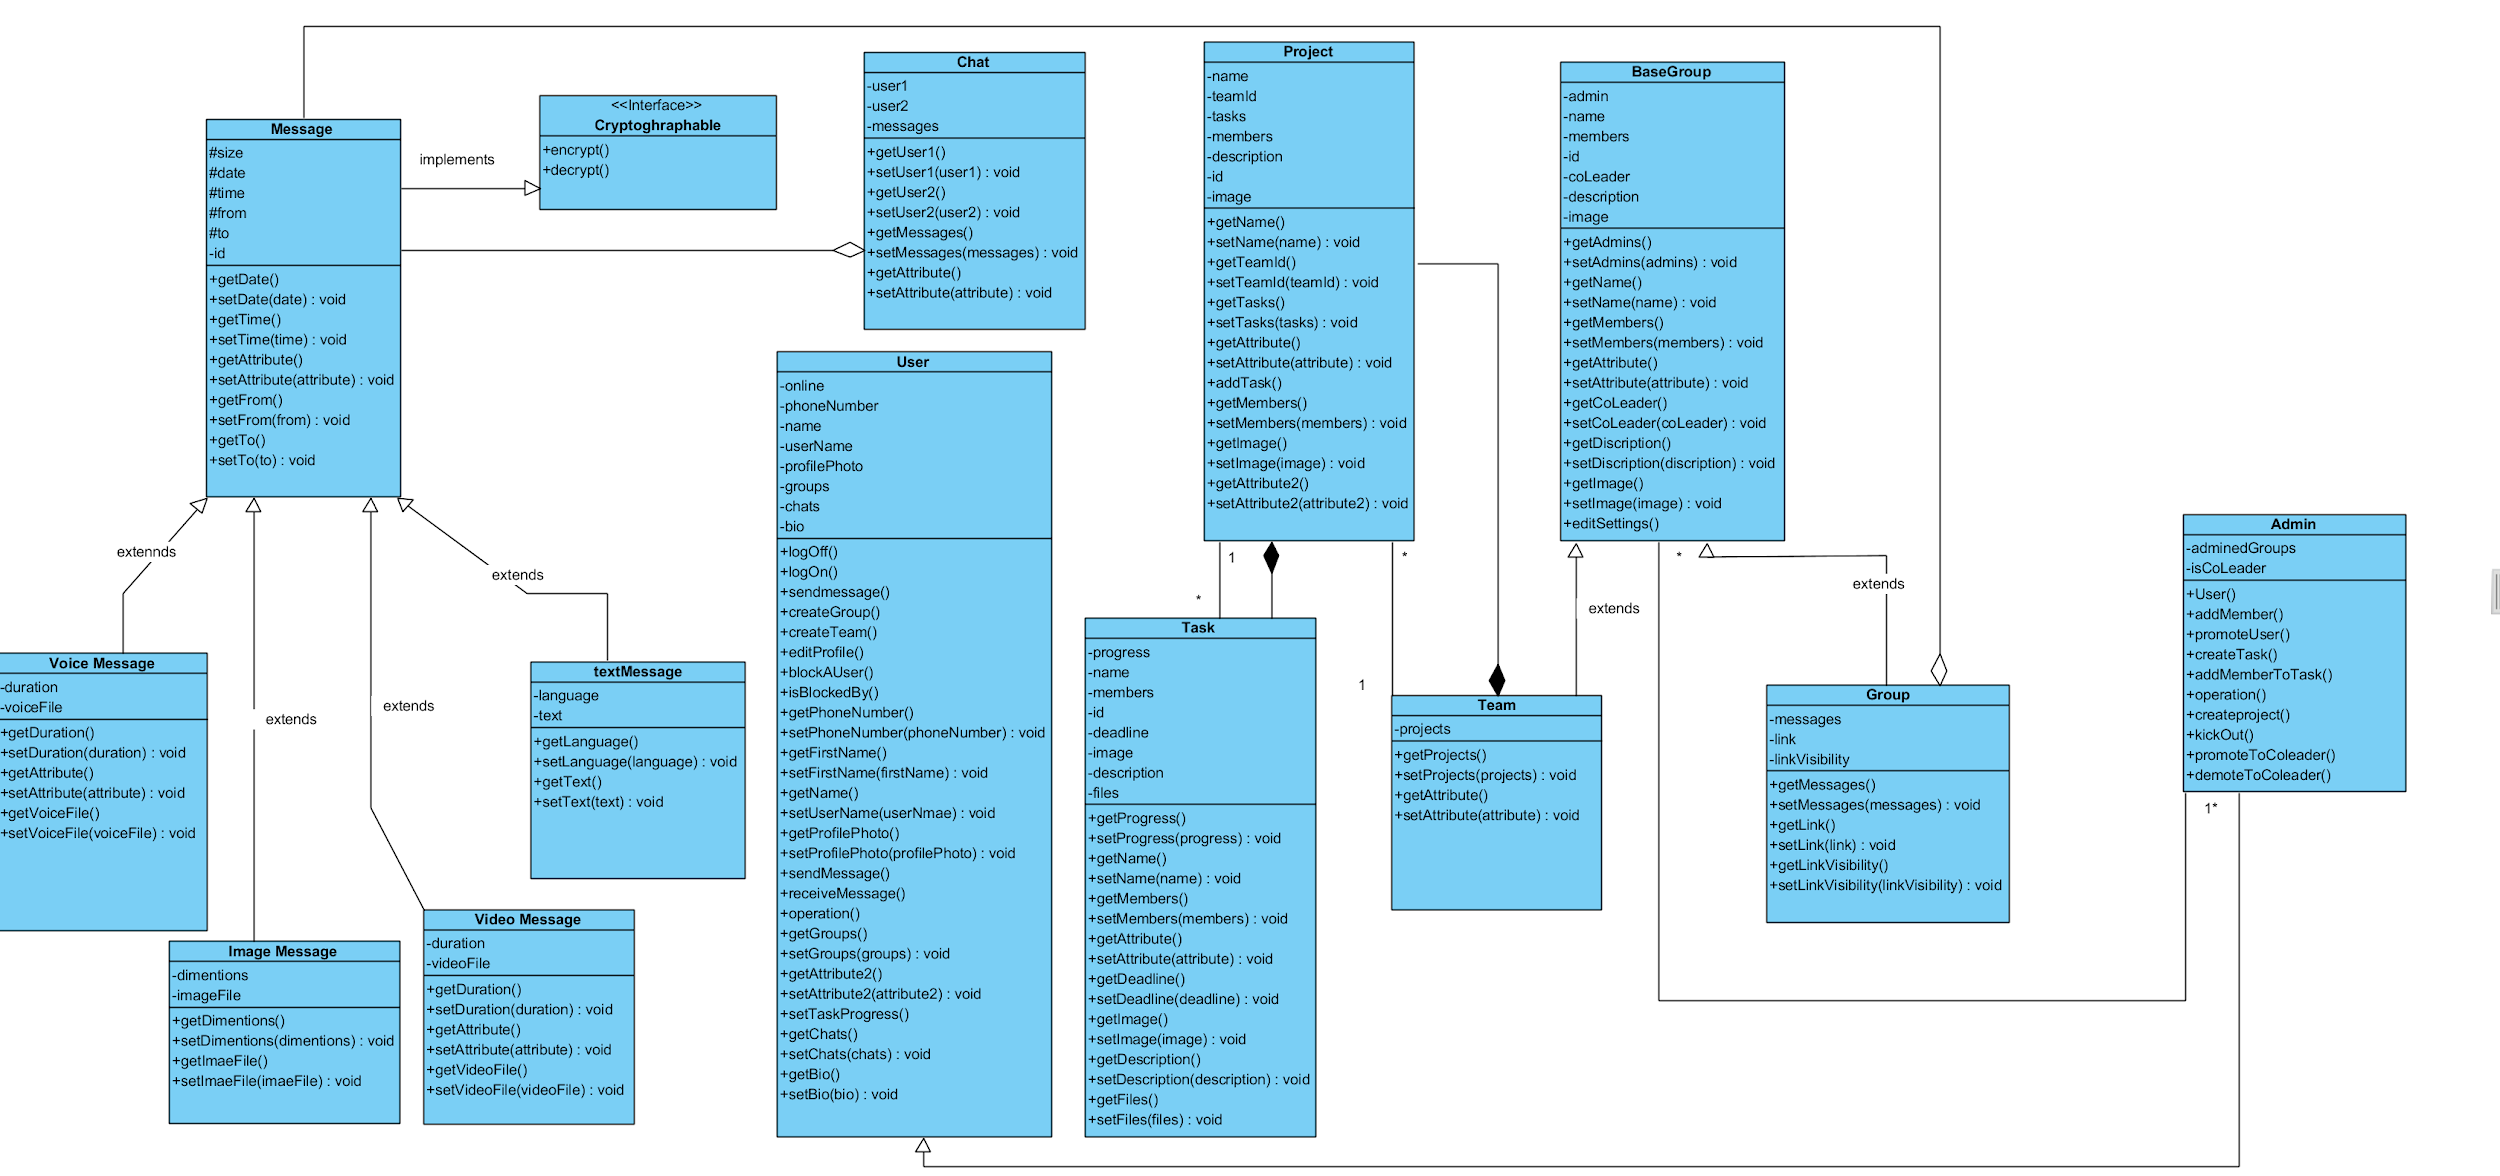 Message
#size
#date
#time
#from
#to
-id
+getDate()
+setDate(date) : void
+getTime()
+setTime(time) : void
+getAttribute()
+setAttribute(attribute) : void
+getFrom()
+setFrom(from) : void
+getTo()
+setTo(to) : void
implements
<<Interface>>
Cryptoghraphable
+encrypt()
+decrypt()
Chat
-user1
-user2
-messages
+getUser1()
+setUser1(user1) : void
+getUser2()
+setUser2(user2) : void
+getMessages()
+setMessages(messages) : void
+getAttribute()
+setAttribute(attribute) : void
Project
-name
-teamId
-tasks
-members
-description
-id
-image
+getName()
+setName(name) : void
+getTeamId()
+setTeamId(teamId) : void
+getTasks()
+setTasks(tasks) : void
+getAttribute()
+setAttribute(attribute) : void
+addTask()
+getMembers()
+setMembers(members) : void
+getImage()
+setImage(image) : void
+getAttribute2()
+setAttribute2(attribute2) : void
BaseGroup
-admin
-name
-members
-id
-coLeader
-description
-image
+getAdmins()
+setAdmins(admins) : void
+getName()
+setName(name) : void
+getMembers()
+setMembers(members) : void
+getAttribute()
+setAttribute(attribute) : void
+getCoLeader()
+setCoLeader(coLeader) : void
+getDiscription()
+setDiscription(discription) : void
+getImage()
+setImage(image) : void
+editSettings()
User
-online
-phoneNumber
-name
-userName
-profilePhoto
-groups
-chats
-bio
+logOff()
+logOn()
+sendmessage()
+createGroup()
+createTeam()
+editProfile()
+blockAUser()
+isBlockedBy()
+getPhoneNumber()
+setPhoneNumber(phoneNumber) : void
+getFirstName()
+setFirstName(firstName) : void
+getName()
+setUserName(userNmae) : void
+getProfilePhoto()
+setProfilePhoto(profilePhoto) : void
+sendMessage()
+receiveMessage()
+operation()
+getGroups()
+setGroups(groups) : void
+getAttribute2()
+setAttribute2(attribute2) : void
+setTaskProgress()
+getChats()
+setChats(chats) : void
+getBio()
+setBio(bio) : void
Admin
-adminedGroups
-isCoLeader
+User()
+addMember()
+promoteUser()
+createTask()
+addMemberToTask()
+operation()
+createproject()
+kickOut()
+promoteToColeader()
+demoteToColeader()
1*
extennds
extends
extends
extends
1
*
*
1
extends
*
extends
Voice Message
-duration
-voiceFile
+getDuration()
+setDuration(duration) : void
+getAttribute()
+setAttribute(attribute) : void
+getVoiceFile()
+setVoiceFile(voiceFile) : void
textMessage
-language
-text
+getLanguage()
+setLanguage(language) : void
+getText()
+setText(text) : void
Task
-progress
-name
-members
-id
-deadline
-image
-description
-files
+getProgress()
+setProgress(progress) : void
+getName()
+setName(name) : void
+getMembers()
+setMembers(members) : void
+getAttribute()
+setAttribute(attribute) : void
+getDeadline()
+setDeadline(deadline) : void
+getImage()
+setImage(image) : void
+getDescription()
+setDescription(description) : void
+getFiles()
+setFiles(files) : void
Team
-projects
+getProjects()
+setProjects(projects) : void
+getAttribute()
+setAttribute(attribute) : void
Group
-messages
-link
-linkVisibility
+getMessages()
+setMessages(messages) : void
+getLink()
+setLink(link) : void
+getLinkVisibility()
+setLinkVisibility(linkVisibility) : void
Image Message
-dimentions
-imageFile
+getDimentions()
+setDimentions(dimentions) : void
+getImaeFile()
+setImaeFile(imaeFile) : void
Video Message
-duration
-videoFile
+getDuration()
+setDuration(duration) : void
+getAttribute()
+setAttribute(attribute) : void
+getVideoFile()
+setVideoFile(videoFile) : void